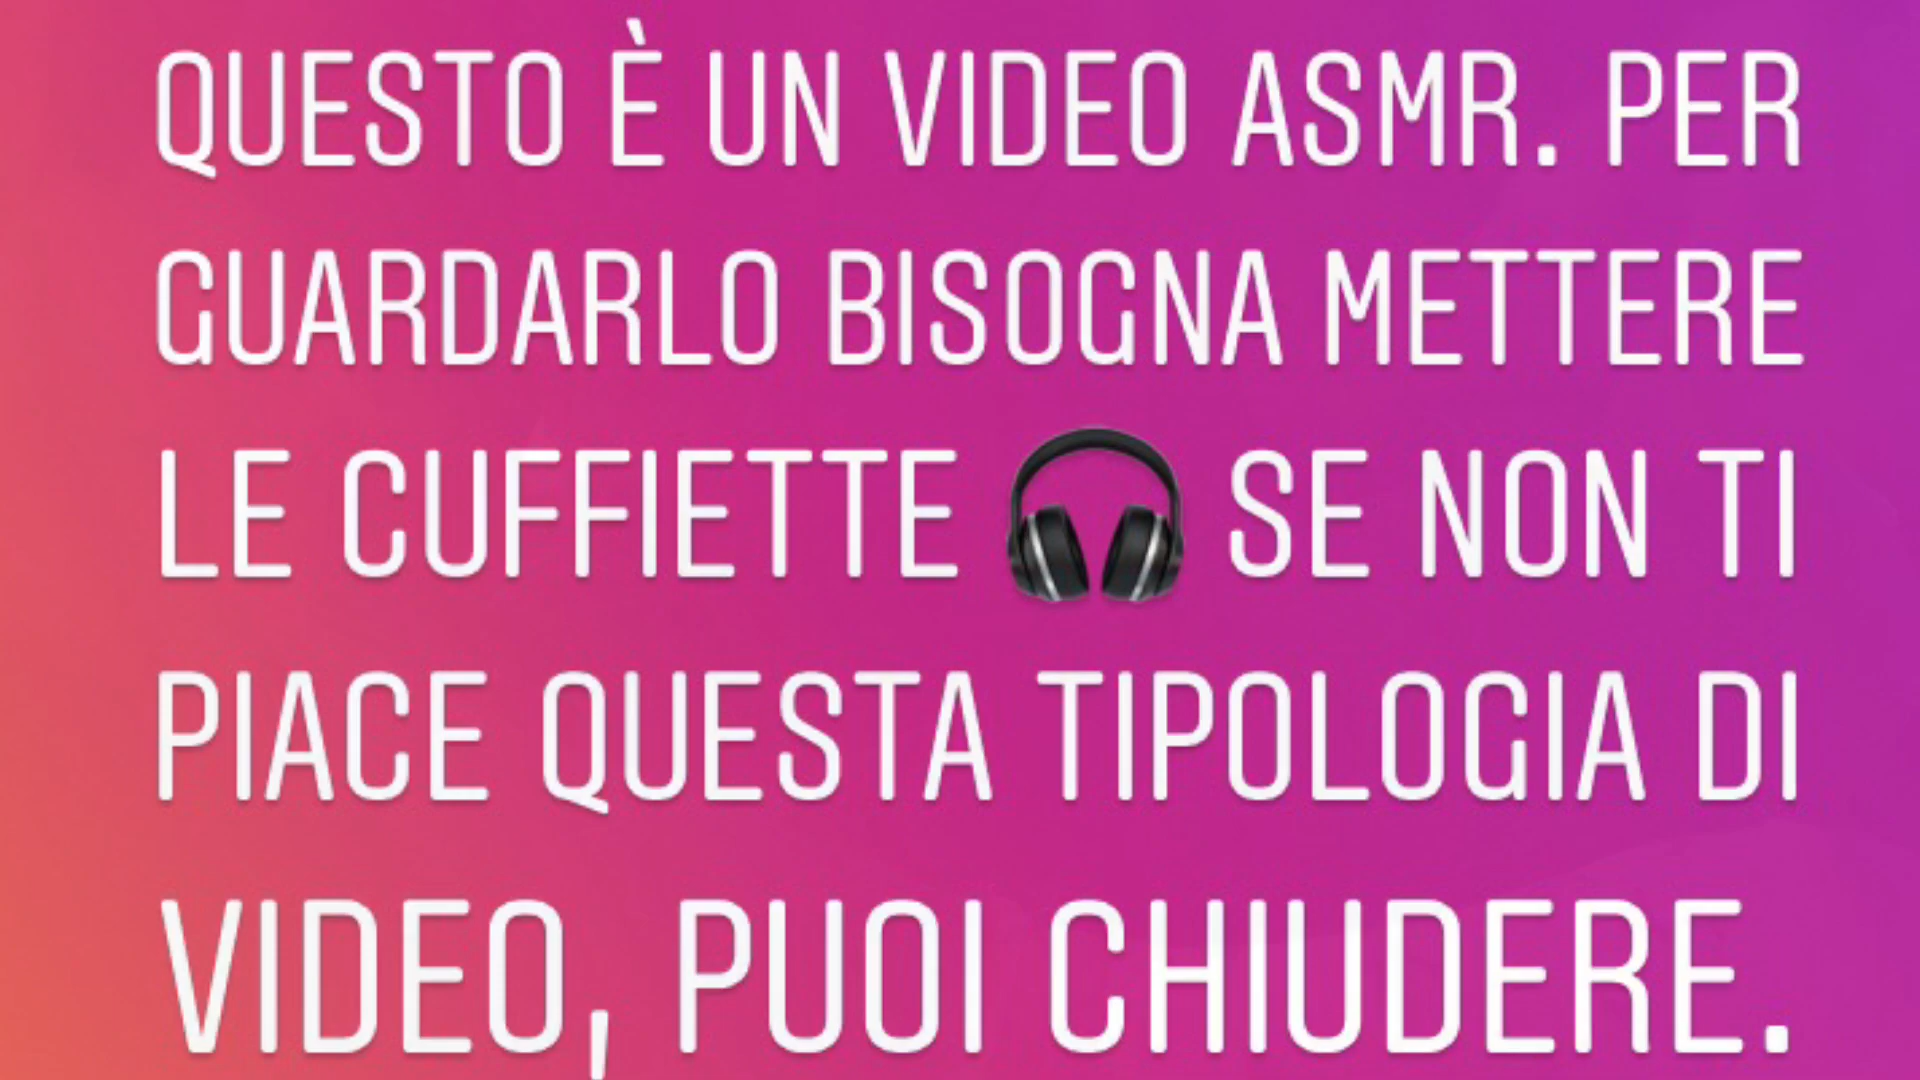 QUESTO È UN VIDEO ASMR. PER
GUARDARLO BISOGNA METTERE
LE CUFFIETTE 🎧 SE NON TI
PIACE QUESTA TIPOLOGIA DI
VIDEO, PUOI CHIUDERE.